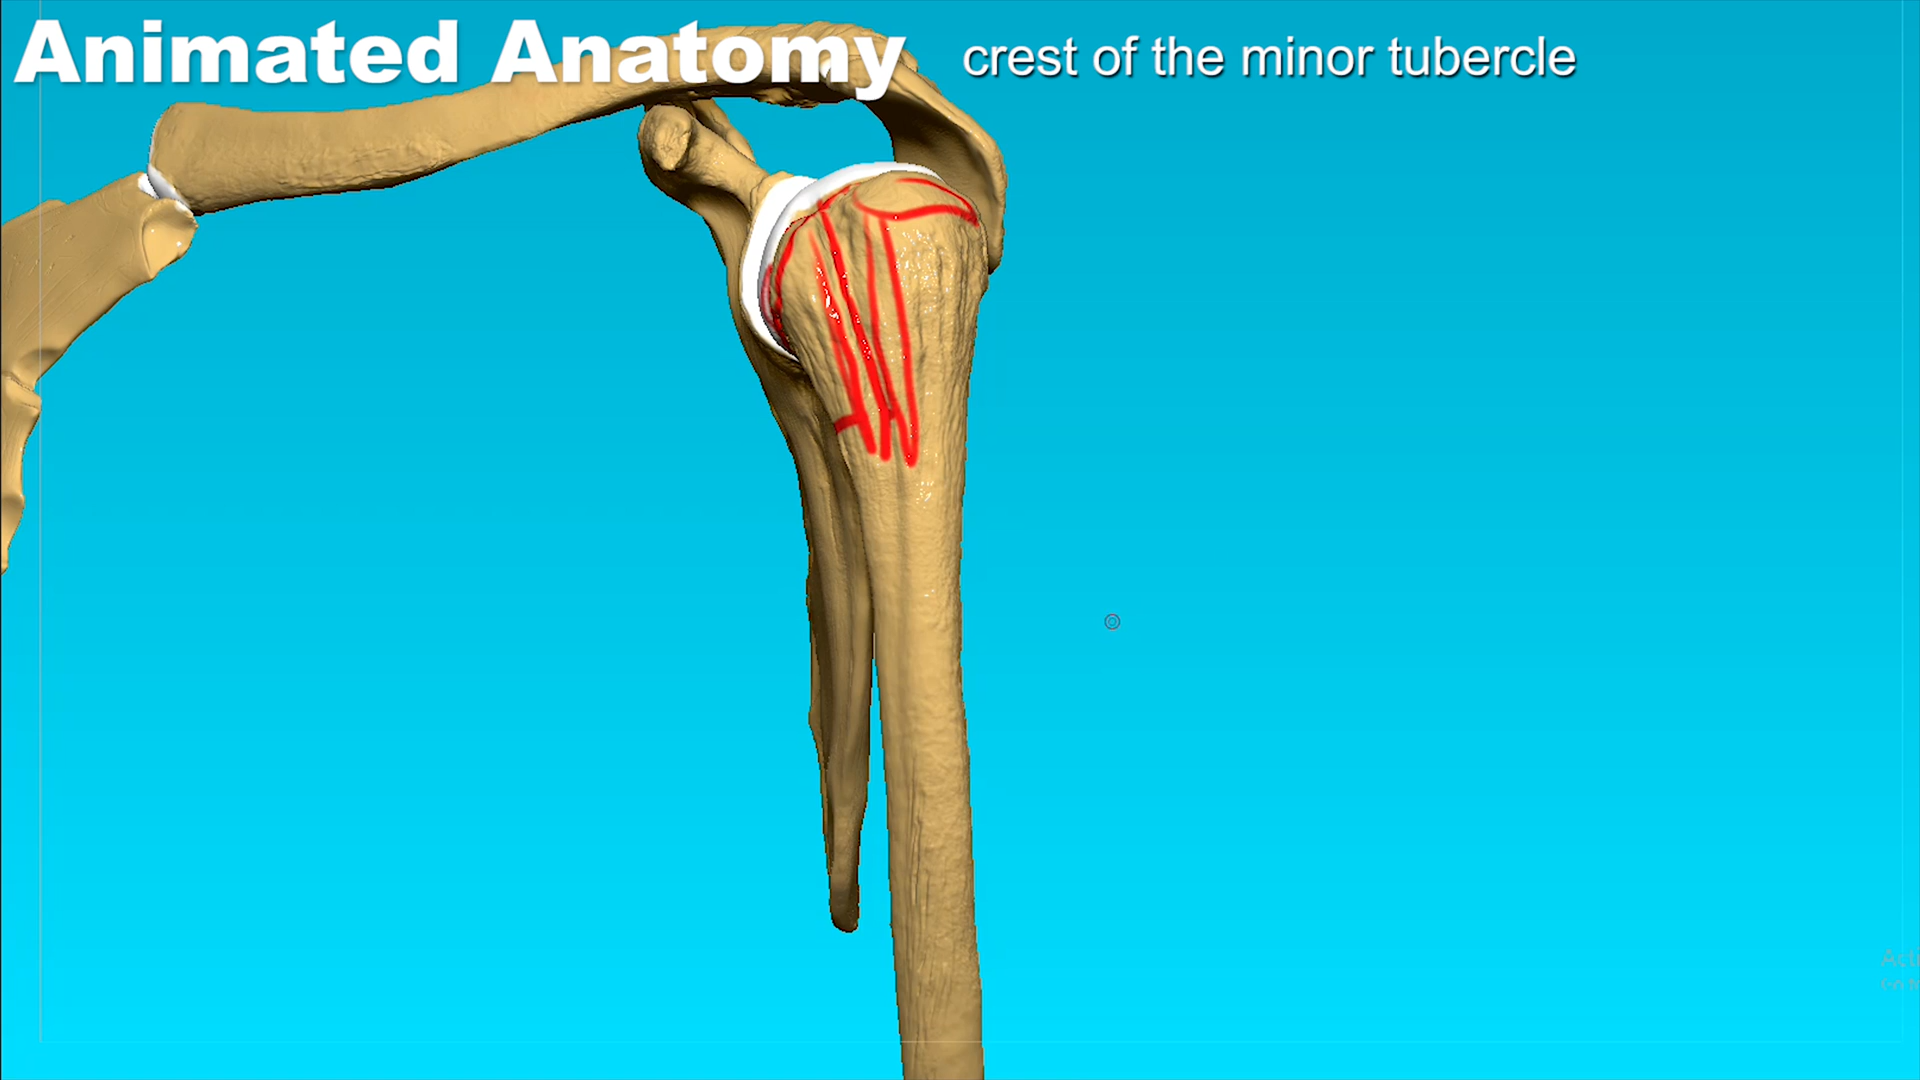 Animated Anatomy
crest of the minor tubercle